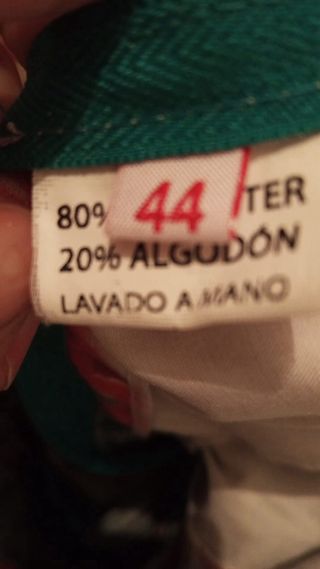 80% 44 TER
20% ALGODÓN
LAVADO A MANO